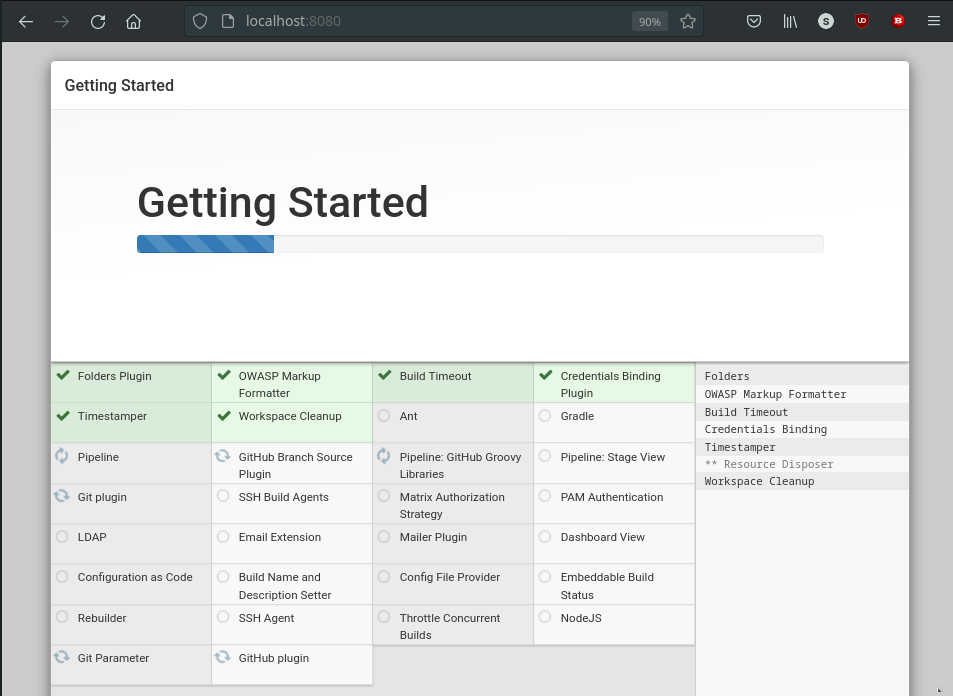 localhost:8080
90%
S
UD
B
Getting Started
Getting Started
Folders Plugin
OWASP Markup
Formatter
Build Timeout
Credentials Binding
Plugin
Timestamper
Workspace Cleanup
Ant
Gradle
Pipeline
GitHub Branch Source
Plugin
Pipeline: GitHub Groovy
Libraries
Pipeline: Stage View
Git plugin
SSH Build Agents
Matrix Authorization
Strategy
PAM Authentication
LDAP
Email Extension
Mailer Plugin
Dashboard View
Configuration as Code
Build Name and
Description Setter
Config File Provider
Embeddable Build
Status
Rebuilder
SSH Agent
Throttle Concurrent
Builds
NodeJS
Git Parameter
GitHub plugin
Folders
OWASP Markup Formatter
Build Timeout
Credentials Binding
Timestamper
** Resource Disposer
Workspace Cleanup